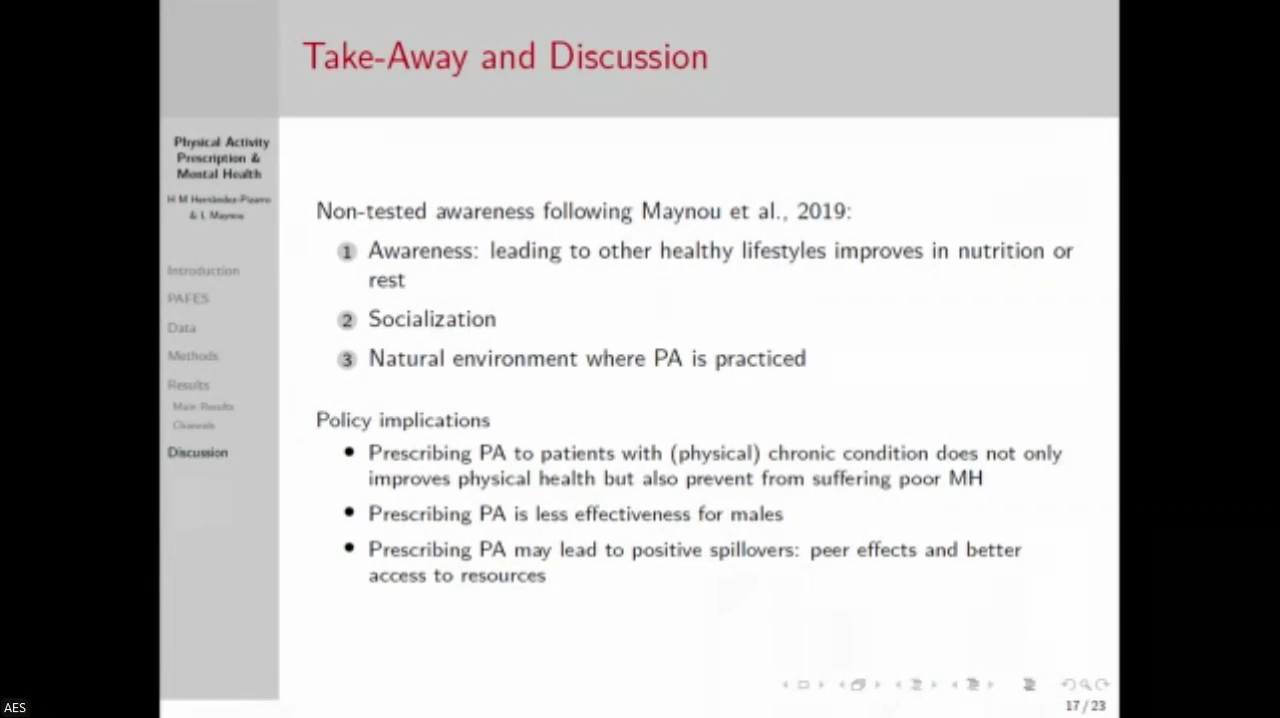 Take-Away and Discussion
Physical Activity
Prescription &
Mental Health
H M Hernández-Pizarro
& L Maynou
Introduction
PAFES
Data
Methods
Results
Main Results
Channels
Discussion
Non-tested awareness following Maynou et al., 2019:
1 Awareness: leading to other healthy lifestyles improves in nutrition or
rest
2 Socialization
3 Natural environment where PA is practiced
Policy implications
• Prescribing PA to patients with (physical) chronic condition does not only
improves physical health but also prevent from suffering poor MH
• Prescribing PA is less effectiveness for males
• Prescribing PA may lead to positive spillovers: peer effects and better
access to resources
17 / 23
AES